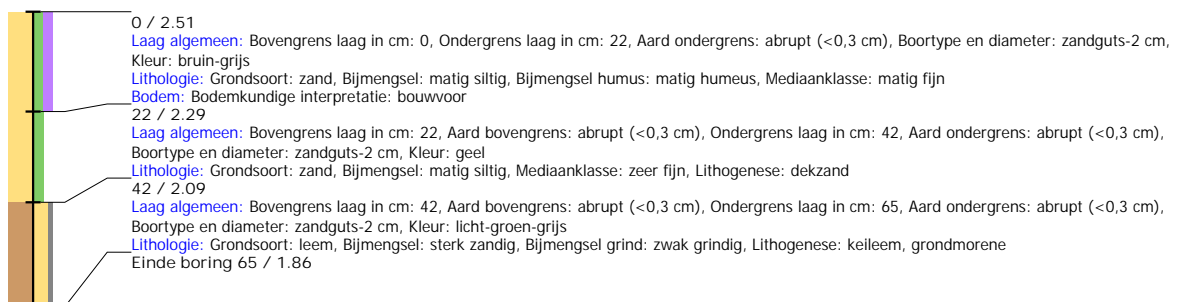 0 / 2.51
Laag algemeen: Bovengrens laag in cm: 0, Ondergrens laag in cm: 22, Aard ondergrens: abrupt (<0,3 cm), Boortype en diameter: zandguts-2 cm,
Kleur: bruin-grijs
Lithologie: Grondsoort: zand, Bijmengsel: matig siltig, Bijmengsel humus: matig humeus, Mediaanklasse: matig fijn
Bodem: Bodemkundige interpretatie: bouwvoor
22 / 2.29
Laag algemeen: Bovengrens laag in cm: 22, Aard bovengrens: abrupt (<0,3 cm), Ondergrens laag in cm: 42, Aard ondergrens: abrupt (<0,3 cm),
Boortype en diameter: zandguts-2 cm, Kleur: geel
Lithologie: Grondsoort: zand, Bijmengsel: matig siltig, Mediaanklasse: zeer fijn, Lithogenese: dekzand
42 / 2.09
Laag algemeen: Bovengrens laag in cm: 42, Aard bovengrens: abrupt (<0,3 cm), Ondergrens laag in cm: 65, Aard ondergrens: abrupt (<0,3 cm),
Boortype en diameter: zandguts-2 cm, Kleur: licht-groen-grijs
Lithologie: Grondsoort: leem, Bijmengsel: sterk zandig, Bijmengsel grind: zwak grindig, Lithogenese: keileem, grondmorene
Einde boring 65 / 1.86